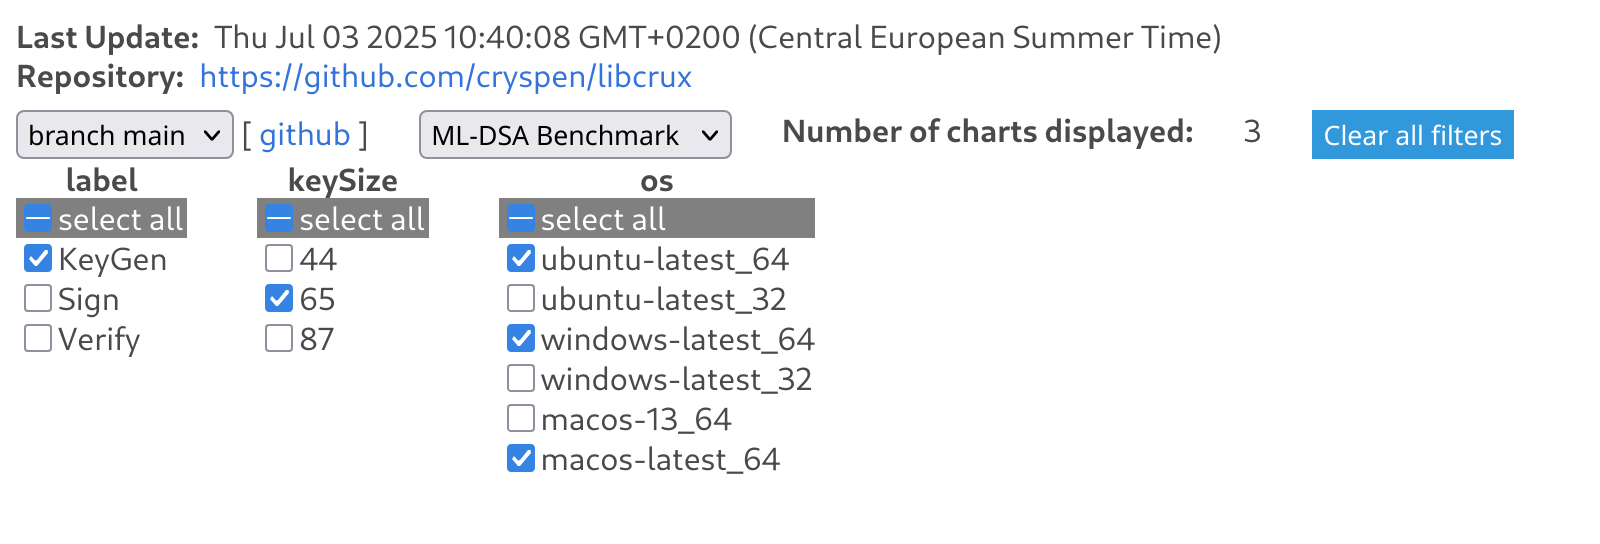 Last Update: Thu Jul 03 2025 10:40:08 GMT+0200 (Central European Summer Time)
Repository: https://github.com/cryspen/libcrux
branch main [ github ] ML-DSA Benchmark Number of charts displayed: 3 Clear all filters
label keySize os
select all select all select all
KeyGen 44 ubuntu-latest_64
Sign 65 ubuntu-latest_32
Verify 87 windows-latest_64
windows-latest_32
macos-13_64
macos-latest_64